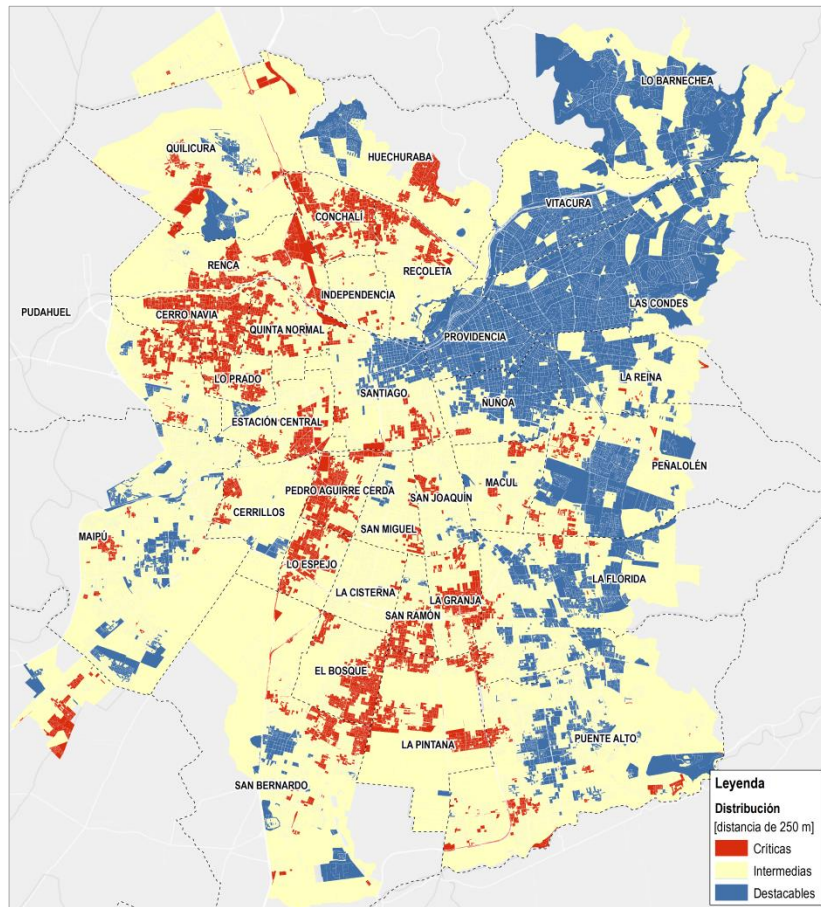 LO BARNECHEA
QUILICURA
HUECHURABA
VITACURA
CONCHALI
RENCA
RECOLETA
INDEPENDENCIA
LAS CONDES
PUDAHUEL
CERRO NAVIA
QUINTA NORMAL
PROVIDENCIA
LO PRADO
LA REINA
SANTIAGO
ÑUÑOA
ESTACIÓN CENTRAL
PEÑALOLÉN
PEDRO AGUIRRE CERDA
SAN JOAQUÍN
MACUL
CERRILLOS
SAN MIGUEL
MAIPÚ
LO ESPEJO
LA FLORIDA
LA CISTERNA
LA GRANJA
SAN RAMÓN
EL BOSQUE
PUENTE ALTO
LA PINTANA
SAN BERNARDO
Leyenda
Distribución
[distancia de 250 m]
Críticas
Intermedias
Destacables